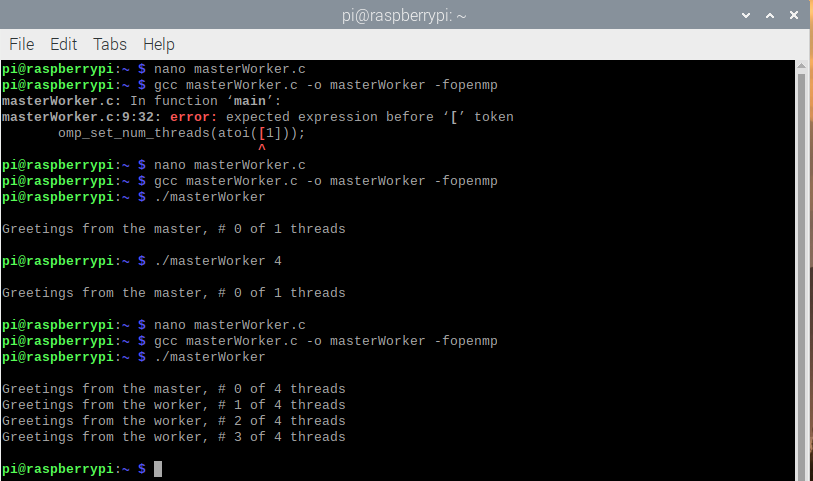 pi@raspberrypi: ~
File Edit Tabs Help
pi@raspberrypi:~ $ nano masterWorker.c
pi@raspberrypi:~ $ gcc masterWorker.c -o masterWorker -fopenmp
masterWorker.c: In function ‘main’:
masterWorker.c:9:32: error: expected expression before ‘[’ token
       omp_set_num_threads(atoi([1]));
                                ^
pi@raspberrypi:~ $ nano masterWorker.c
pi@raspberrypi:~ $ gcc masterWorker.c -o masterWorker -fopenmp
pi@raspberrypi:~ $ ./masterWorker
Greetings from the master, # 0 of 1 threads
pi@raspberrypi:~ $ ./masterWorker 4
Greetings from the master, # 0 of 1 threads
pi@raspberrypi:~ $ nano masterWorker.c
pi@raspberrypi:~ $ gcc masterWorker.c -o masterWorker -fopenmp
pi@raspberrypi:~ $ ./masterWorker
Greetings from the master, # 0 of 4 threads
Greetings from the worker, # 1 of 4 threads
Greetings from the worker, # 2 of 4 threads
Greetings from the worker, # 3 of 4 threads
pi@raspberrypi:~ $